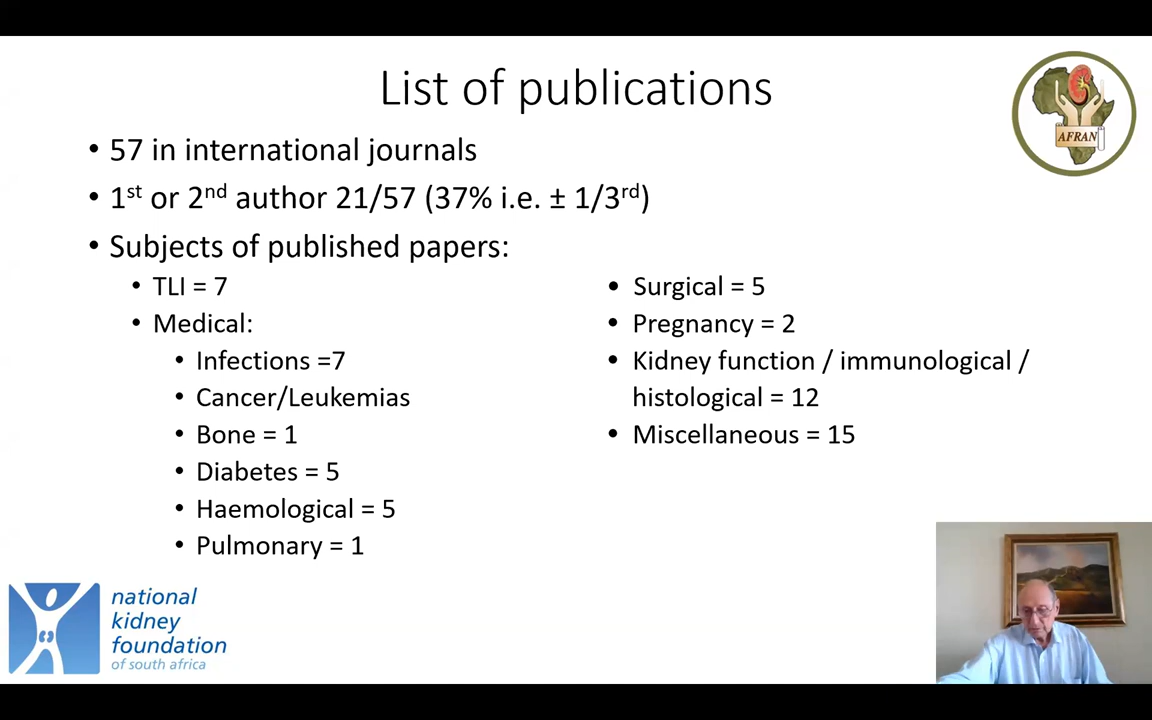 List of publications
AFRAN
• 57 in international journals
• 1st or 2nd author 21/57 (37% i.e. ± 1/3rd)
• Subjects of published papers:
• TLI = 7
• Medical:
• Infections =7
• Cancer/Leukemias
• Bone = 1
• Diabetes = 5
• Haemological = 5
• Pulmonary = 1
• Surgical = 5
• Pregnancy = 2
• Kidney function / immunological /
histological = 12
• Miscellaneous = 15
national
kidney
foundation
of south africa